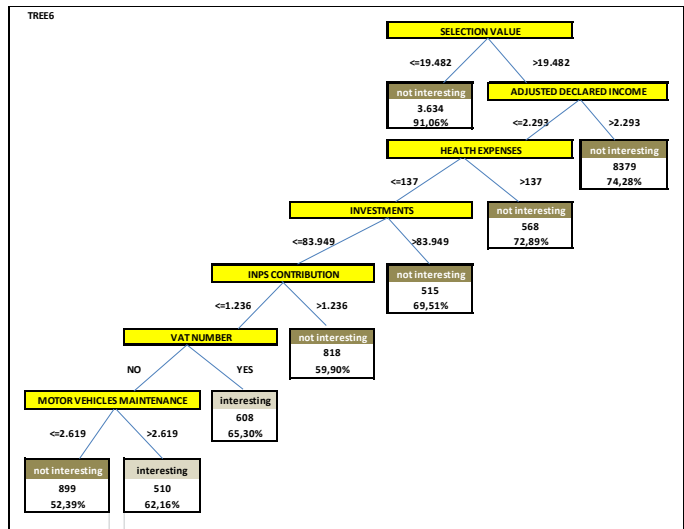 TREE6
SELECTION VALUE
<=19.482 >19.482
not interesting
3.634
91,06%
ADJUSTED DECLARED INCOME
<=2.293 >2.293
HEALTH EXPENSES
not interesting
8379
74,28%
<=137 >137
INVESTMENTS
not interesting
568
72,89%
<=83.949 >83.949
INPS CONTRIBUTION
not interesting
515
69,51%
<=1.236 >1.236
VAT NUMBER
not interesting
818
59,90%
NO YES
MOTOR VEHICLES MAINTENANCE
interesting
608
65,30%
<=2.619 >2.619
not interesting
899
52,39%
interesting
510
62,16%